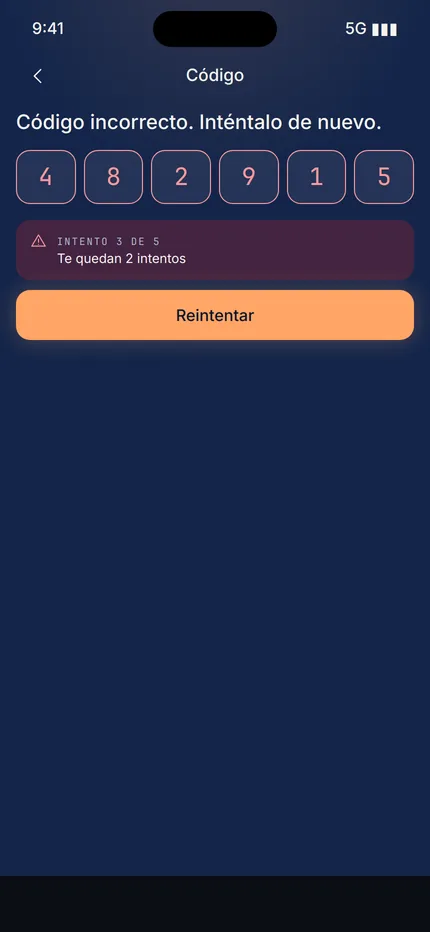 9:41
5G
Código
Código incorrecto. Inténtalo de nuevo.
4 8 2 9 1 5
INTENTO 3 DE 5
Te quedan 2 intentos
Reintentar